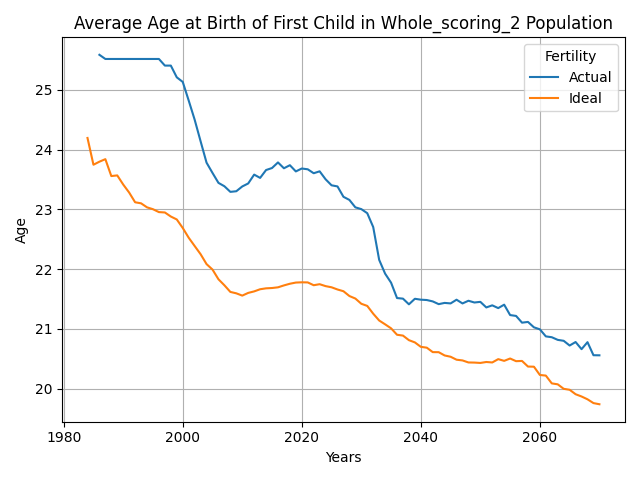 Average Age at Birth of First Child in Whole_scoring_2 Population
Fertility
Actual
Ideal
Age
25
24
23
22
21
20
1980
2000
2020
2040
2060
Years